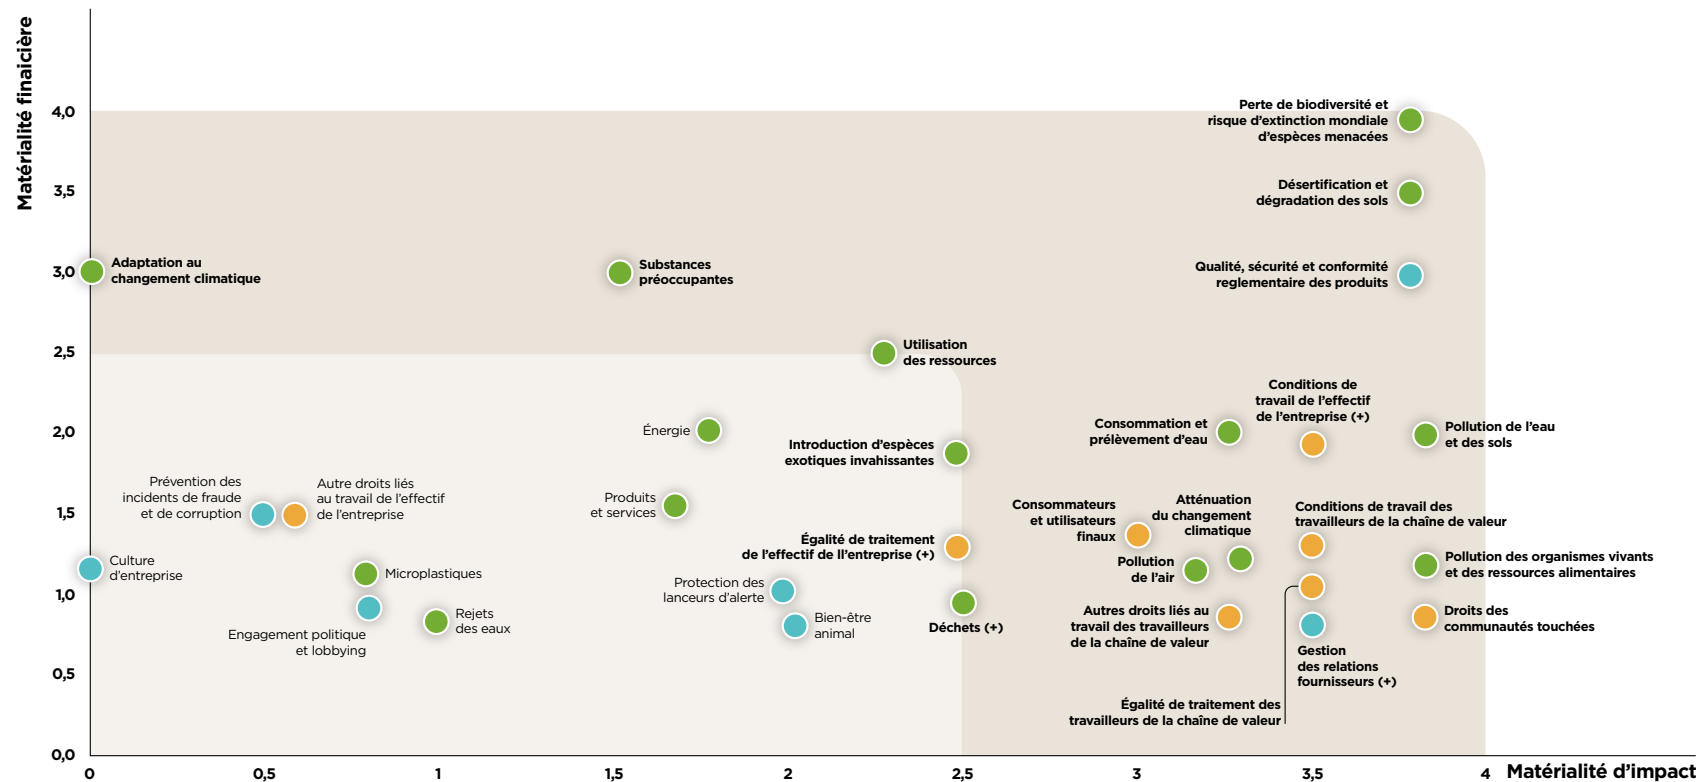 Matérialité finaicière
4,0
3,5
3,0
2,5
2,0
1,5
1,0
0,5
0,0
Perte de biodiversité et
risque d'extinction mondiale
d'espèces menacées
Désertification et
dégradation des sols
Adaptation au
changement climatique
Substances
préoccupantes
Qualité, sécurité et conformité
reglementaire des produits
Utilisation
des ressources
Énergie
Introduction d'espèces
exotiques invahissantes
Consommation et
prélèvement d'eau
Conditions de
travail de l'effectif
de l'entreprise (+)
Pollution de l'eau
et des sols
Prévention des
incidents de fraude
et de corruption
Autre droits liés
au travail de l'effectif
de l'entreprise
Produits
et services
Égalité de traitement
de l'effectif de ll'entreprise (+)
Consommateurs
et utilisateurs
finaux
Atténuation
du changement
climatique
Conditions de travail des
travailleurs de la chaîne de valeur
Culture
d'entreprise
Microplastiques
Engagement politique
et lobbying
Rejets
des eaux
Protection des
lanceurs d'alerte
Bien-être
animal
Déchets (+)
Pollution
de l'air
Autres droits liés au
travail des travailleurs
de la chaîne de valeur
Pollution des organismes vivants
et des ressources alimentaires
Droits des
communautés touchées
Gestion
des relations
fournisseurs (+)
Égalité de traitement des
travailleurs de la chaîne de valeur
0
0,5
1
1,5
2
2,5
3
3,5
4
Matérialité d'impact